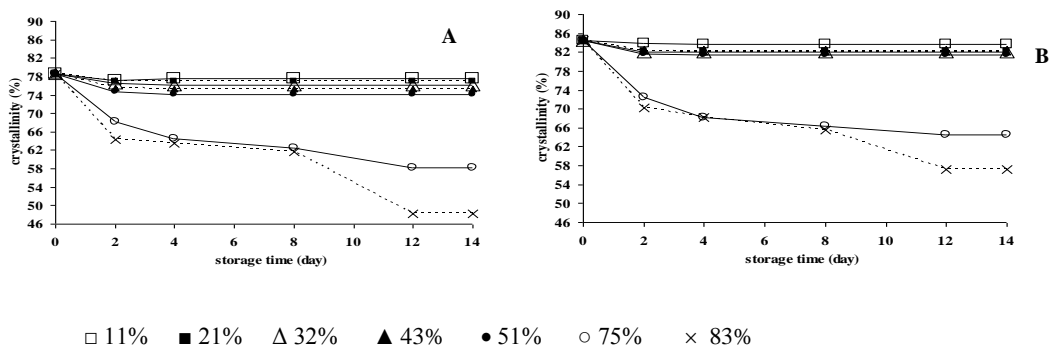 A
crystallinity (%)
90
86
82
78
74
70
66
62
58
54
50
46
0 2 4 6 8 10 12 14
storage time (day)
B
crystallinity (%)
90
86
82
78
74
70
66
62
58
54
50
46
0 2 4 6 8 10 12 14
storage time (day)
□ 11% ■ 21% Δ 32% ▲ 43% ● 51% ○ 75% × 83%